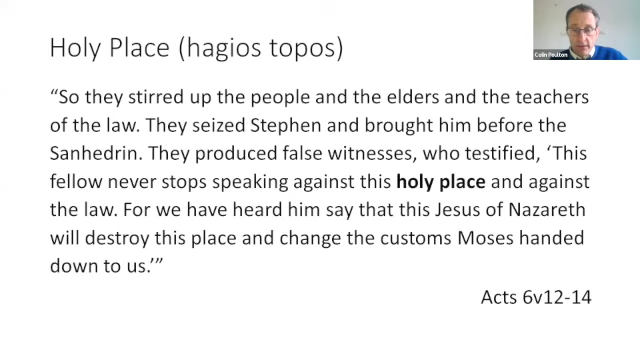 Holy Place (hagios topos)
“So they stirred up the people and the elders and the teachers
of the law. They seized Stephen and brought him before the
Sanhedrin. They produced false witnesses, who testified, ‘This
fellow never stops speaking against this holy place and against
the law. For we have heard him say that this Jesus of Nazareth
will destroy this place and change the customs Moses handed
down to us.’”
Acts 6v12-14
Colin Poulton